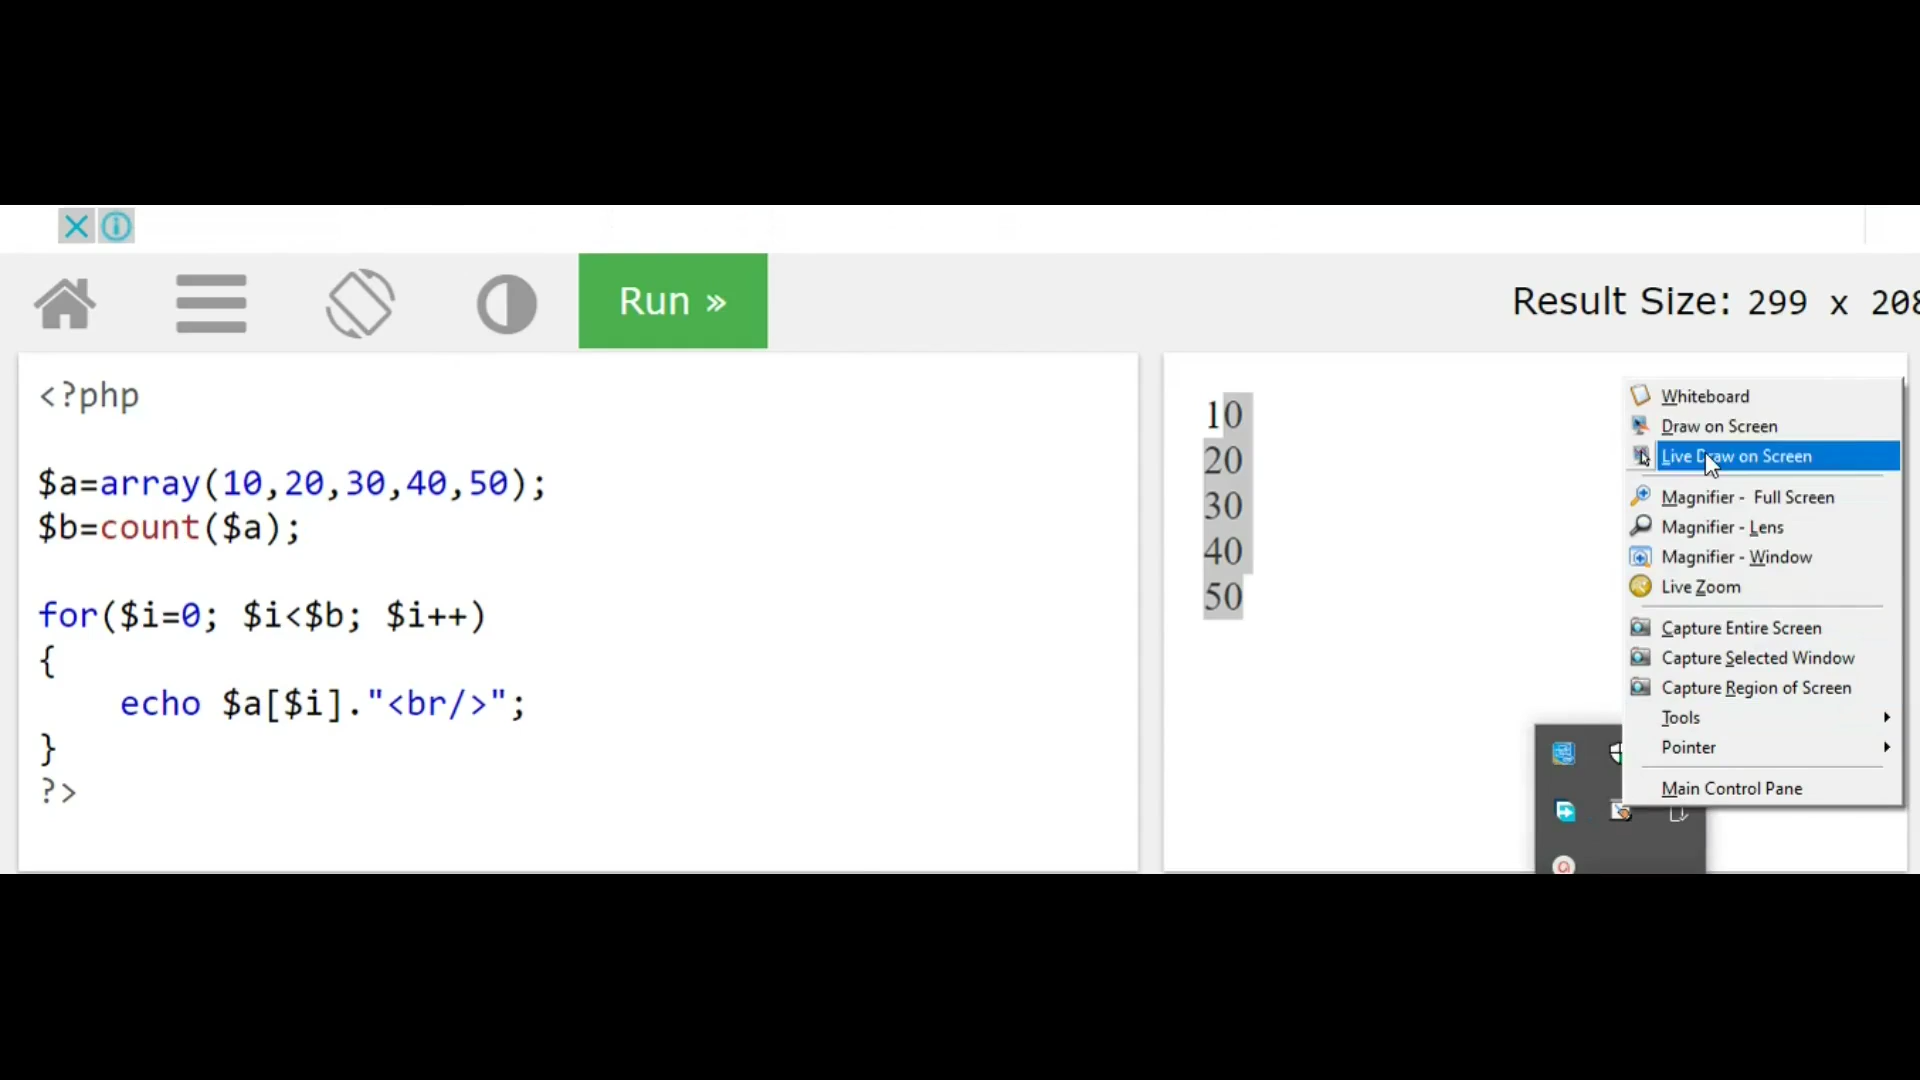 Run »
Result Size: 299 x 208
<?php
$a=array(10,20,30,40,50);
$b=count($a);
for($i=0; $i<$b; $i++)
{
echo $a[$i]."<br/>";
}
?>
10
20
30
40
50
Whiteboard
Draw on Screen
Live Draw on Screen
Magnifier - Full Screen
Magnifier - Lens
Magnifier - Window
Live Zoom
Capture Entire Screen
Capture Selected Window
Capture Region of Screen
Tools
Pointer
Main Control Pane